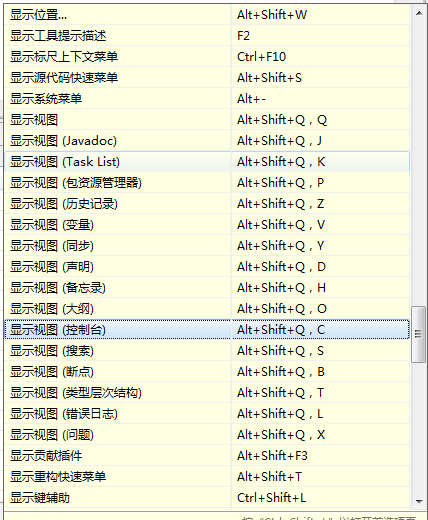 显示位置... Alt+Shift+W
显示工具提示描述 F2
显示标尺上下文菜单 Ctrl+F10
显示源代码快速菜单 Alt+Shift+S
显示系统菜单 Alt+-
显示视图 Alt+Shift+Q，Q
显示视图 (Javadoc) Alt+Shift+Q，J
显示视图 (Task List) Alt+Shift+Q，K
显示视图 (包资源管理器) Alt+Shift+Q，P
显示视图 (历史记录) Alt+Shift+Q，Z
显示视图 (变量) Alt+Shift+Q，V
显示视图 (同步) Alt+Shift+Q，Y
显示视图 (声明) Alt+Shift+Q，D
显示视图 (备忘录) Alt+Shift+Q，H
显示视图 (大纲) Alt+Shift+Q，O
显示视图 (控制台) Alt+Shift+Q，C
显示视图 (搜索) Alt+Shift+Q，S
显示视图 (断点) Alt+Shift+Q，B
显示视图 (类型层次结构) Alt+Shift+Q，T
显示视图 (错误日志) Alt+Shift+Q，L
显示视图 (问题) Alt+Shift+Q，X
显示贡献插件 Alt+Shift+F3
显示重构快速菜单 Alt+Shift+T
显示键辅助 Ctrl+Shift+L